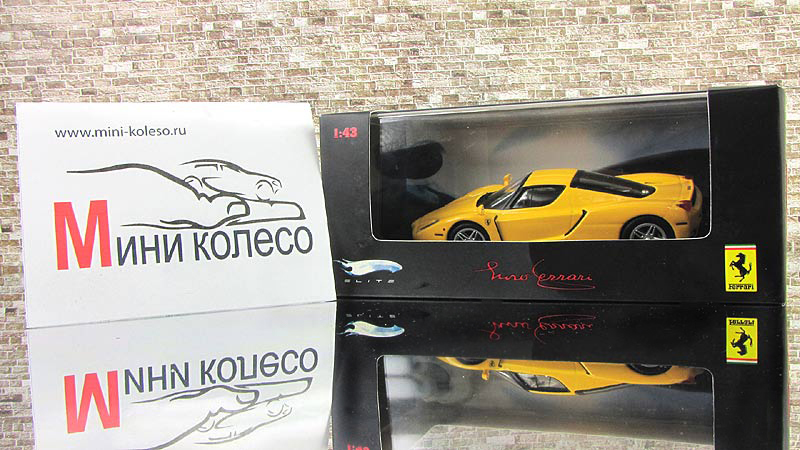 www.mini-koleso.ru
Мини колесо
1:43
ELITE
Enzo Ferrari
Ferrari